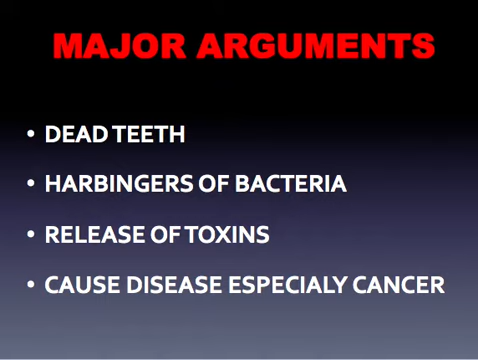 MAJOR ARGUMENTS
• DEAD TEETH
• HARBINGERS OF BACTERIA
• RELEASE OF TOXINS
• CAUSE DISEASE ESPECIALY CANCER